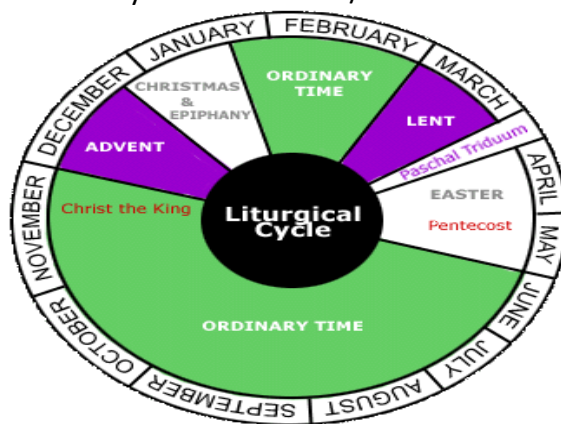 JANUARY
FEBRUARY
MARCH
APRIL
MAY
JUNE
JULY
AUGUST
SEPTEMBER
OCTOBER
NOVEMBER
DECEMBER
CHRISTMAS
&
EPIPHANY
ORDINARY
TIME
LENT
Paschal Triduum
EASTER
Pentecost
ADVENT
Christ the King
Liturgical
Cycle
ORDINARY TIME